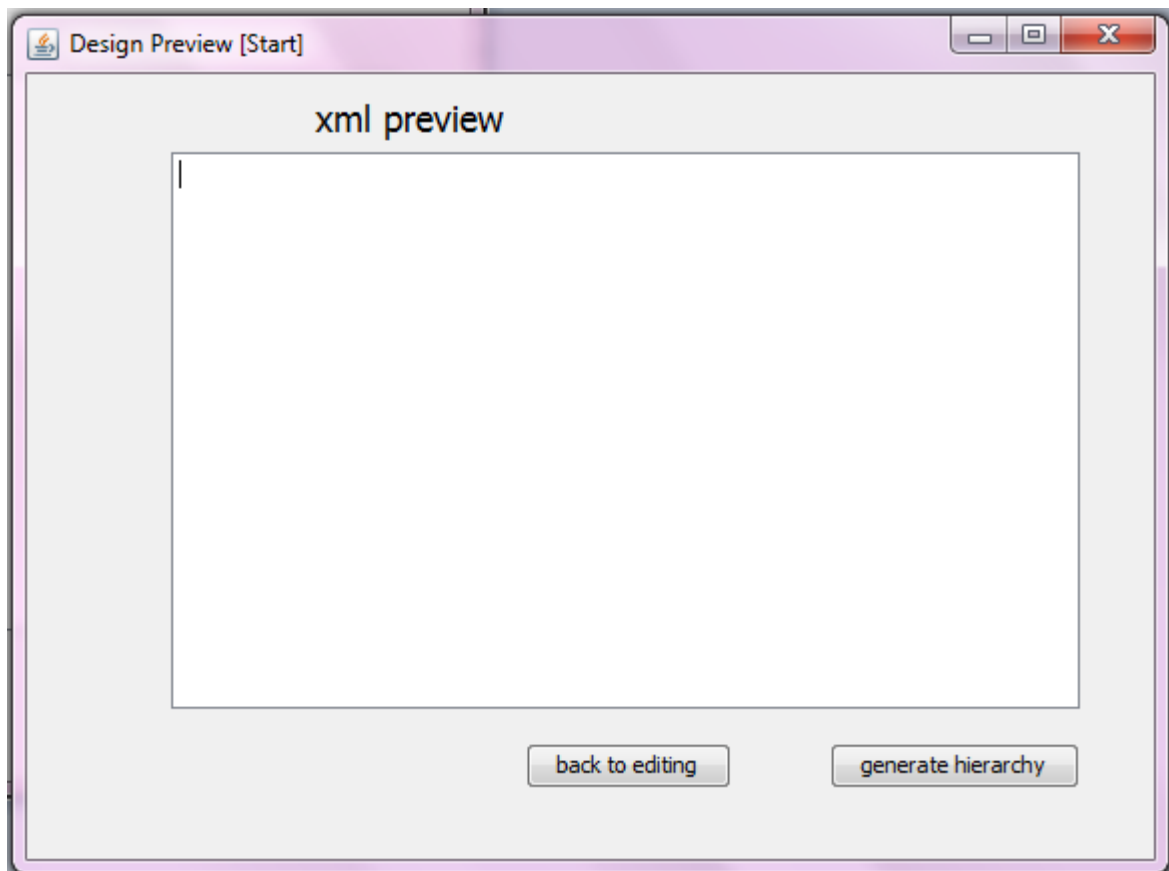 Design Preview [Start]
xml preview
back to editing generate hierarchy